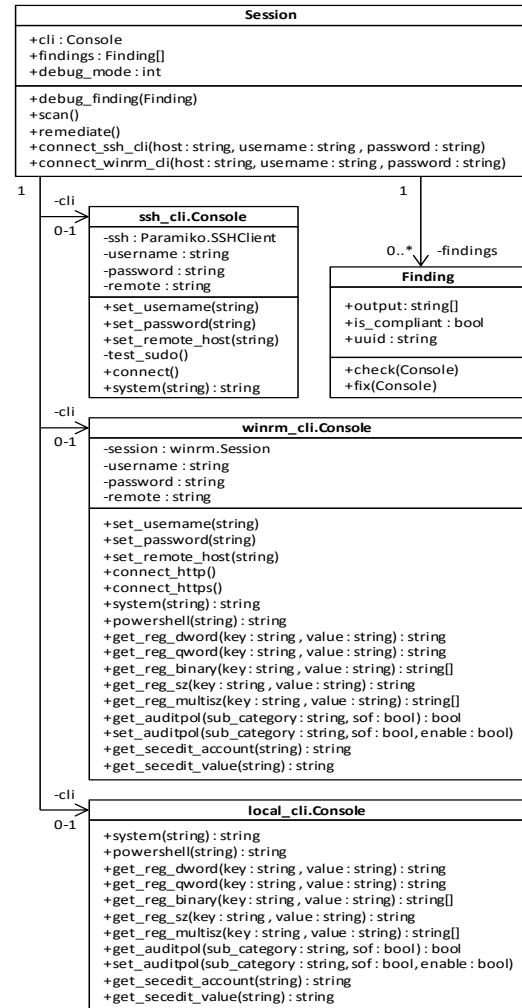 Session
+cli : Console
+findings : Finding[]
+debug_mode : int
+debug_finding(Finding)
+scan()
+remediate()
+connect_ssh_cli(host : string, username : string , password : string)
+connect_winrm_cli(host : string, username : string , password : string)
1
1
-cli
0-1
ssh_cli.Console
-ssh : Paramiko.SSHClient
-username : string
-password : string
-remote : string
+set_username(string)
+set_password(string)
+set_remote_host(string)
-test_sudo()
+connect()
+system(string) : string
0..*
-findings
Finding
+output: string[]
+is_compliant : bool
+uuid : string
+check(Console)
+fix(Console)
-cli
0-1
winrm_cli.Console
-session : winrm.Session
-username : string
-password : string
-remote : string
+set_username(string)
+set_password(string)
+set_remote_host(string)
+connect_http()
+connect_https()
+system(string) : string
+powershell(string) : string
+get_reg_dword(key : string , value : string) : string
+get_reg_qword(key : string , value : string) : string
+get_reg_binary(key : string , value : string) : string[]
+get_reg_sz(key : string , value : string) : string
+get_reg_multisz(key : string , value : string) : string[]
+get_auditpol(sub_category : string, sof : bool) : bool
+set_auditpol(sub_category : string, sof : bool, enable : bool)
+get_secedit_account(string) : string
+get_secedit_value(string) : string
-cli
0-1
local_cli.Console
+system(string) : string
+powershell(string) : string
+get_reg_dword(key : string , value : string) : string
+get_reg_qword(key : string , value : string) : string
+get_reg_binary(key : string , value : string) : string[]
+get_reg_sz(key : string , value : string) : string
+get_reg_multisz(key : string , value : string) : string[]
+get_auditpol(sub_category : string, sof : bool) : bool
+set_auditpol(sub_category : string, sof : bool, enable : bool)
+get_secedit_account(string) : string
+get_secedit_value(string) : string